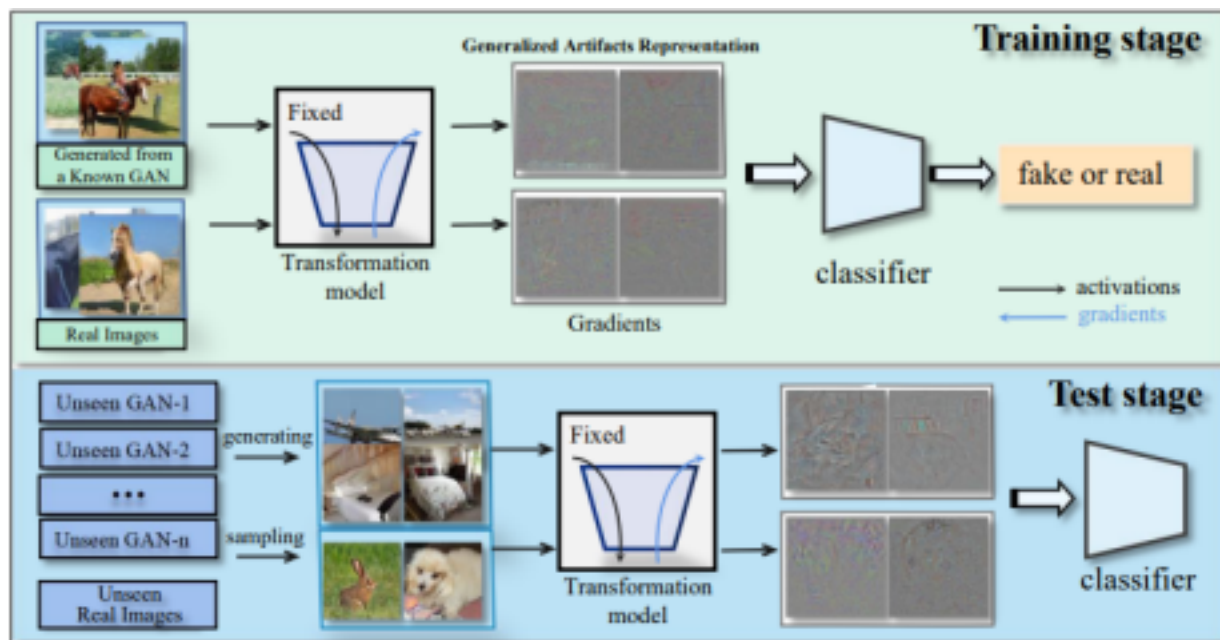 Training stage
Generalized Artifacts Representation
Fixed
Generated from
a Known GAN
fake or real
Transformation
model
classifier
activations
gradients
Gradients
Real Images
Test stage
Unseen GAN-1
generating
Unseen GAN-2
Fixed
•••
Unseen GAN-n
sampling
classifier
Unseen
Real Images
Transformation
model